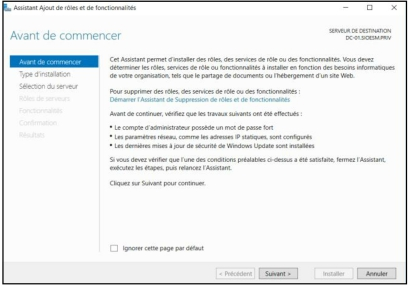 Assistant Ajout de rôles et de fonctionnalités
Avant de commencer
SERVEUR DE DESTINATION
DC-01.SIOESIM.PRIV
Avant de commencer
Type d'installation
Sélection du serveur
Rôles de serveurs
Fonctionnalités
Confirmation
Résultats
Cet Assistant permet d'installer des rôles, des services de rôle ou des fonctionnalités. Vous devez
déterminer les rôles, services de rôle ou fonctionnalités à installer en fonction des besoins informatiques
de votre organisation, tels que le partage de documents ou l'hébergement d'un site Web.
Pour supprimer des rôles, des services de rôle ou des fonctionnalités :
Démarrer l'Assistant de Suppression de rôles et de fonctionnalités
Avant de continuer, vérifiez que les travaux suivants ont été effectués :
• Le compte d'administrateur possède un mot de passe fort
• Les paramètres réseau, comme les adresses IP statiques, sont configurés
• Les dernières mises à jour de sécurité de Windows Update sont installées
Si vous devez vérifier que l'une des conditions préalables ci-dessus a été satisfaite, fermez l'Assistant,
exécutez les étapes, puis relancez l'Assistant.
Cliquez sur Suivant pour continuer.
Ignorer cette page par défaut
< Précédent
Suivant >
Installer
Annuler